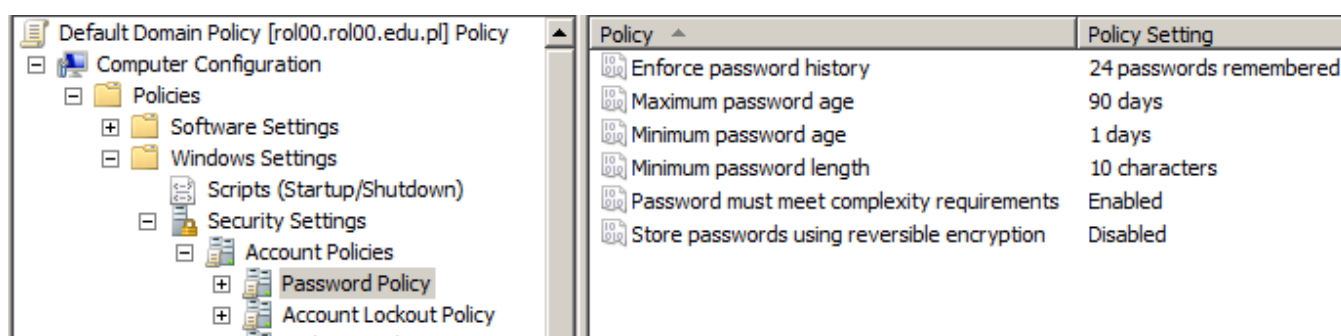 Default Domain Policy [rol00.rol00.edu.pl] Policy
Computer Configuration
Policies
Software Settings
Windows Settings
Scripts (Startup/Shutdown)
Security Settings
Account Policies
Password Policy
Account Lockout Policy
Policy Policy Setting
Enforce password history 24 passwords remembered
Maximum password age 90 days
Minimum password age 1 days
Minimum password length 10 characters
Password must meet complexity requirements Enabled
Store passwords using reversible encryption Disabled